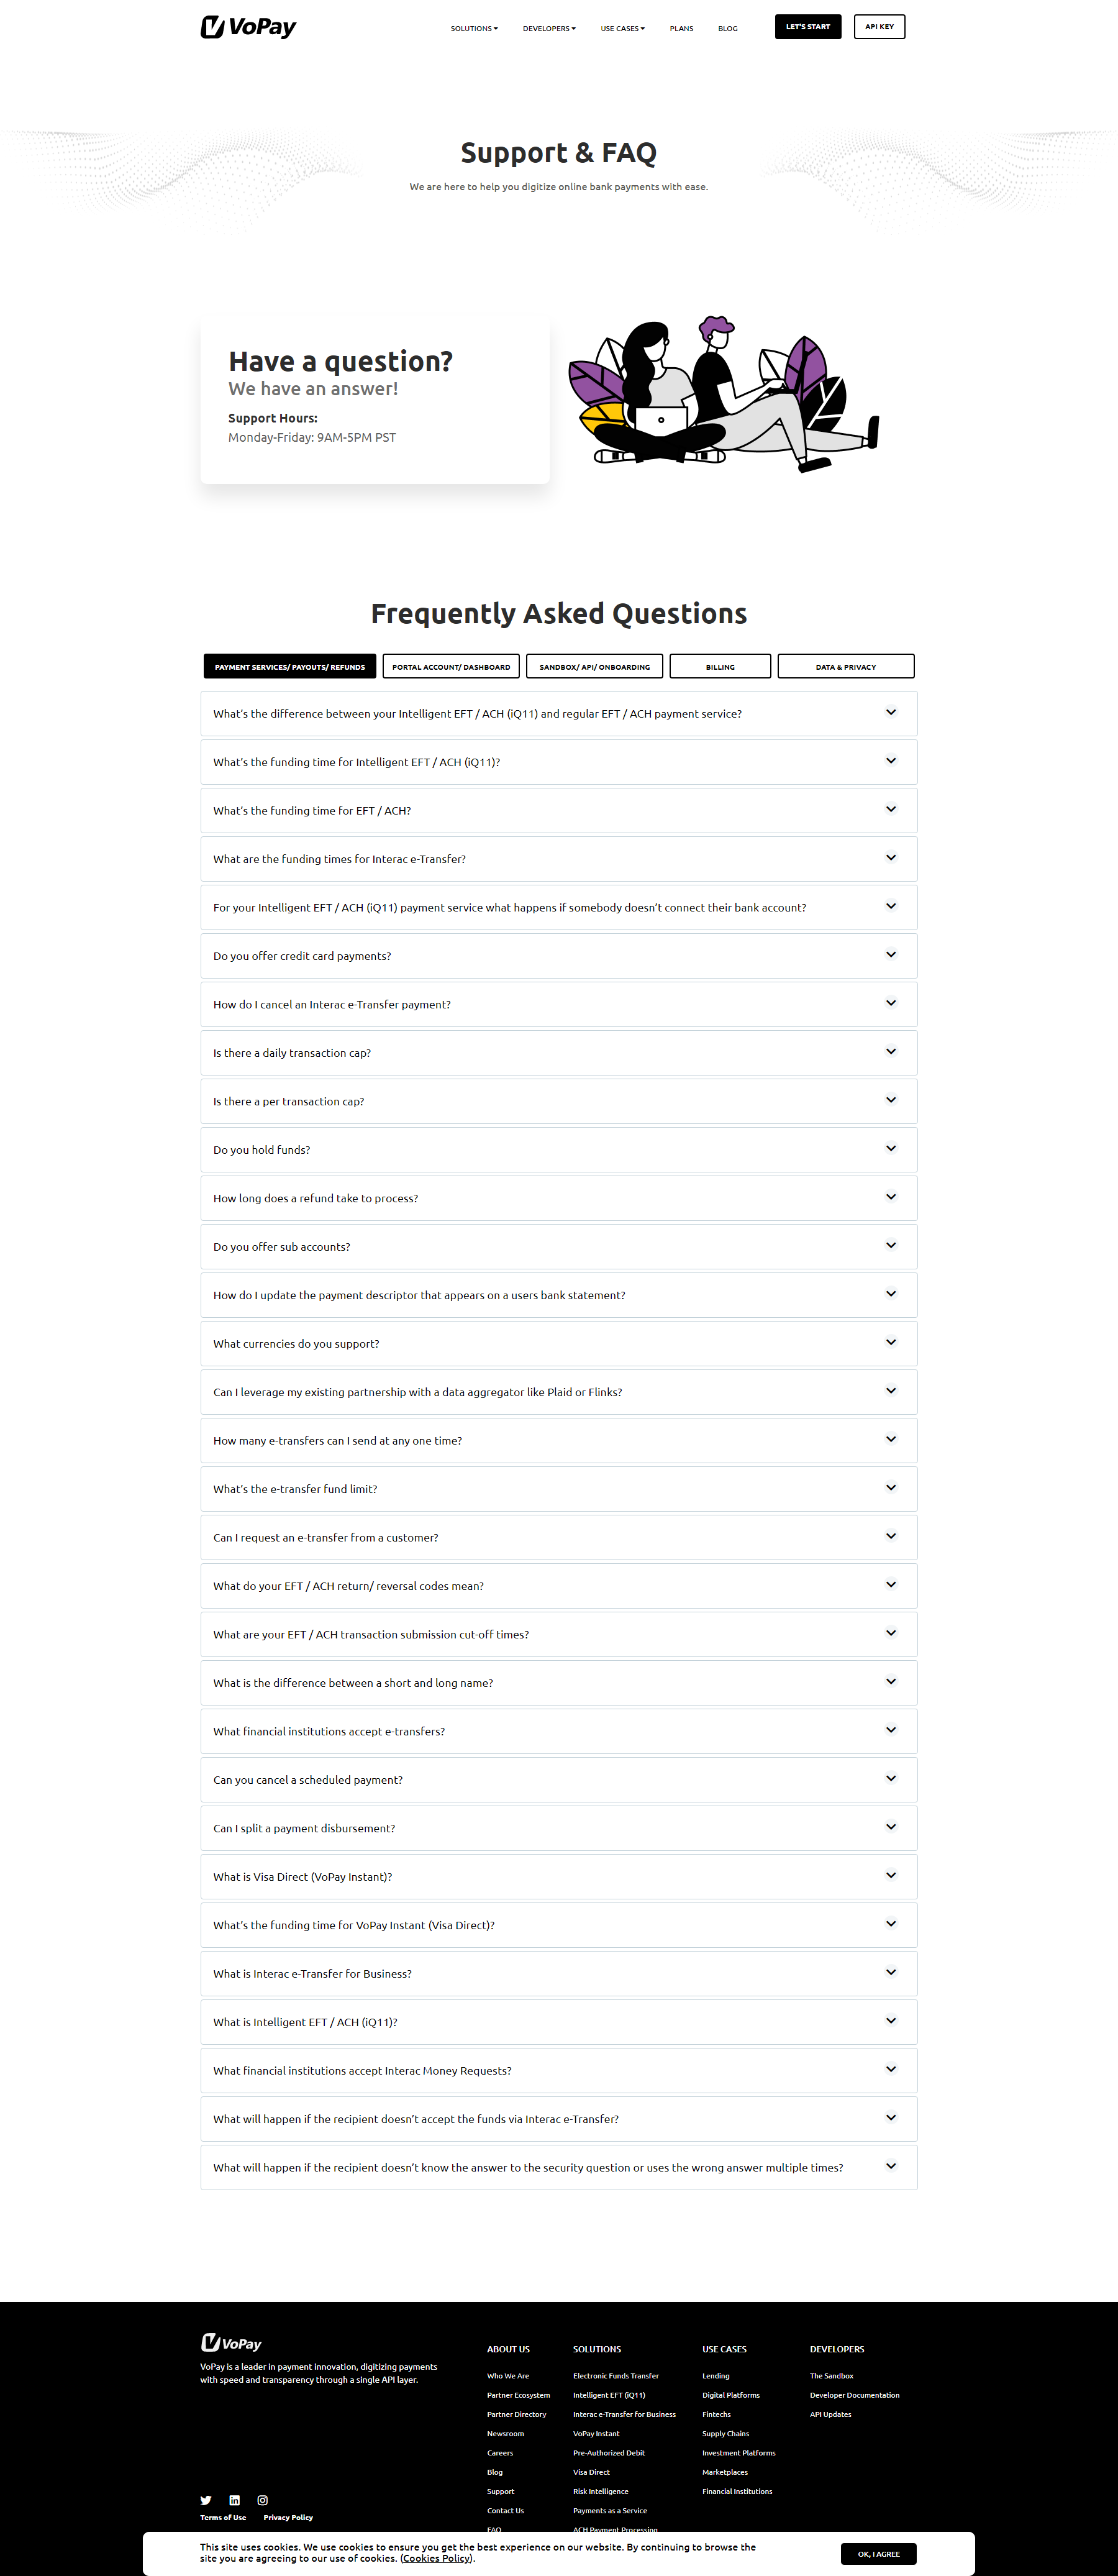 VoPay
SOLUTIONS
DEVELOPERS
USE CASES
PLANS
BLOG
LET'S START
API KEY
Support & FAQ
We are here to help you digitize online bank payments with ease.
Have a question?
We have an answer!
Support Hours:
Monday-Friday: 9AM-5PM PST
Frequently Asked Questions
PAYMENT SERVICES/ PAYOUTS/ REFUNDS
PORTAL ACCOUNT/ DASHBOARD
SANDBOX/ API/ ONBOARDING
BILLING
DATA & PRIVACY
What's the difference between your Intelligent EFT / ACH (iQ11) and regular EFT / ACH payment service?
What's the funding time for Intelligent EFT / ACH (iQ11)?
What's the funding time for EFT / ACH?
What are the funding times for Interac e-Transfer?
For your Intelligent EFT / ACH (iQ11) payment service what happens if somebody doesn't connect their bank account?
Do you offer credit card payments?
How do I cancel an Interac e-Transfer payment?
Is there a daily transaction cap?
Is there a per transaction cap?
Do you hold funds?
How long does a refund take to process?
Do you offer sub accounts?
How do I update the payment descriptor that appears on a users bank statement?
What currencies do you support?
Can I leverage my existing partnership with a data aggregator like Plaid or Flinks?
How many e-transfers can I send at any one time?
What's the e-transfer fund limit?
Can I request an e-transfer from a customer?
What do your EFT / ACH return/ reversal codes mean?
What are your EFT / ACH transaction submission cut-off times?
What is the difference between a short and long name?
What financial institutions accept e-transfers?
Can you cancel a scheduled payment?
Can I split a payment disbursement?
What is Visa Direct (VoPay Instant)?
What's the funding time for VoPay Instant (Visa Direct)?
What is Interac e-Transfer for Business?
What is Intelligent EFT / ACH (iQ11)?
What financial institutions accept Interac Money Requests?
What will happen if the recipient doesn't accept the funds via Interac e-Transfer?
What will happen if the recipient doesn't know the answer to the security question or uses the wrong answer multiple times?
VoPay
VoPay is a leader in payment innovation, digitizing payments
with speed and transparency through a single API layer.
Terms of Use
Privacy Policy
ABOUT US
Who We Are
Partner Ecosystem
Partner Directory
Newsroom
Careers
Blog
Support
Contact Us
FAQ
SOLUTIONS
Electronic Funds Transfer
Intelligent EFT (iQ11)
Interac e-Transfer for Business
VoPay Instant
Pre-Authorized Debit
Visa Direct
Risk Intelligence
Payments as a Service
ACH Payment Processing
USE CASES
Lending
Digital Platforms
Fintechs
Supply Chains
Investment Platforms
Marketplaces
Financial Institutions
DEVELOPERS
The Sandbox
Developer Documentation
API Updates
This site uses cookies. We use cookies to ensure you get the best experience on our website. By continuing to browse the
site you are agreeing to our use of cookies. (Cookies Policy).
OK, I AGREE